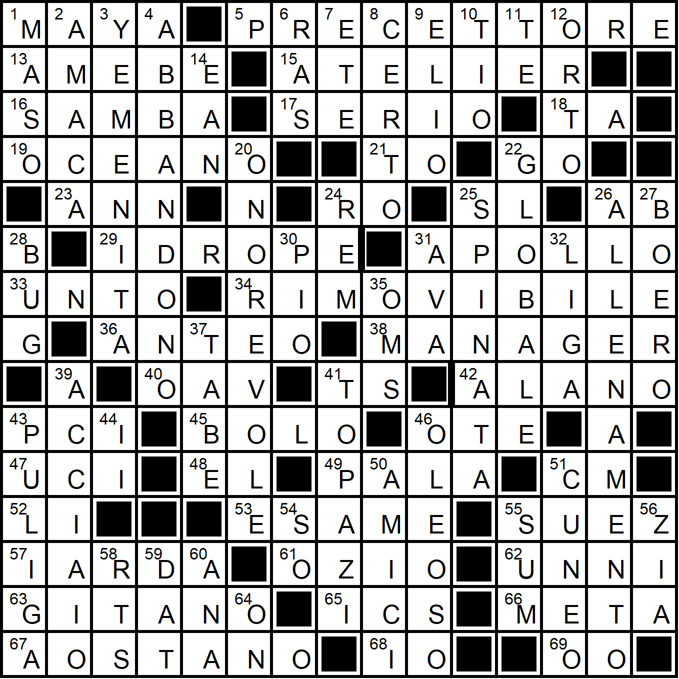 1 M 2 A 3 Y 4 A 5 P 6 R 7 E 8 C 9 E 10 T 11 T 12 O R E
13 A M E B 14 E 15 A T E L I E R
16 S A M B A 17 S E R I O 18 T A
19 O C E A N 20 O 21 T O 22 G O
23 A N N N 24 R O 25 S L 26 A 27 B
28 B 29 I D R O 30 P E 31 A P O 32 L L O
33 U N T O 34 R I M 35 O V I B I L E
G 36 A N 37 T E O 38 M A N A G E R
39 A 40 O A V 41 T S 42 A L A N O
43 P C 44 I 45 B O L O 46 O T E A
47 U C I 48 E L 49 P 50 A L A 51 C M
52 L I 53 E 54 S A M E 55 S U E 56 Z
57 I A 58 R 59 D 60 A 61 O Z I O 62 U N N I
63 G I T A N 64 O 65 I C S 66 M E T A
67 A O S T A N O 68 I O 69 O O